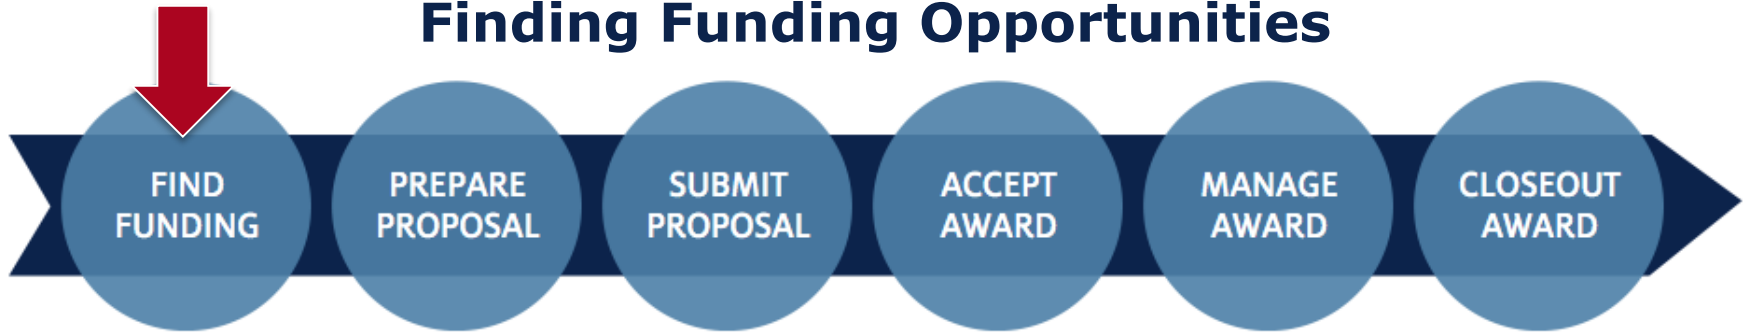 Finding Funding Opportunities
FIND
FUNDING
PREPARE
PROPOSAL
SUBMIT
PROPOSAL
ACCEPT
AWARD
MANAGE
AWARD
CLOSEOUT
AWARD